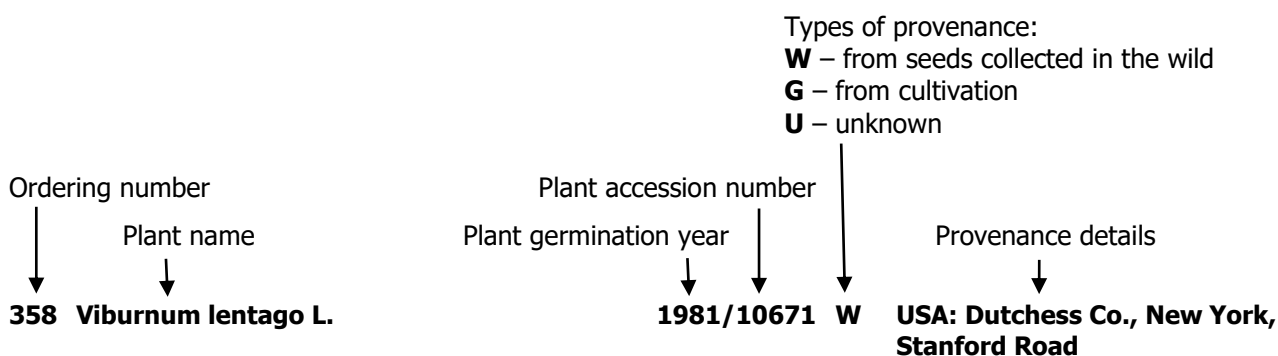 Types of provenance:
W – from seeds collected in the wild
G – from cultivation
U – unknown
Ordering number
Plant accession number
Plant name
Plant germination year
Provenance details
358 Viburnum lentago L. 1981/10671 W USA: Dutchess Co., New York,
Stanford Road